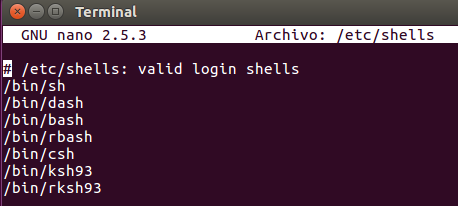 Terminal
GNU nano 2.5.3 Archivo: /etc/shells
# /etc/shells: valid login shells
/bin/sh
/bin/dash
/bin/bash
/bin/rbash
/bin/csh
/bin/ksh93
/bin/rksh93